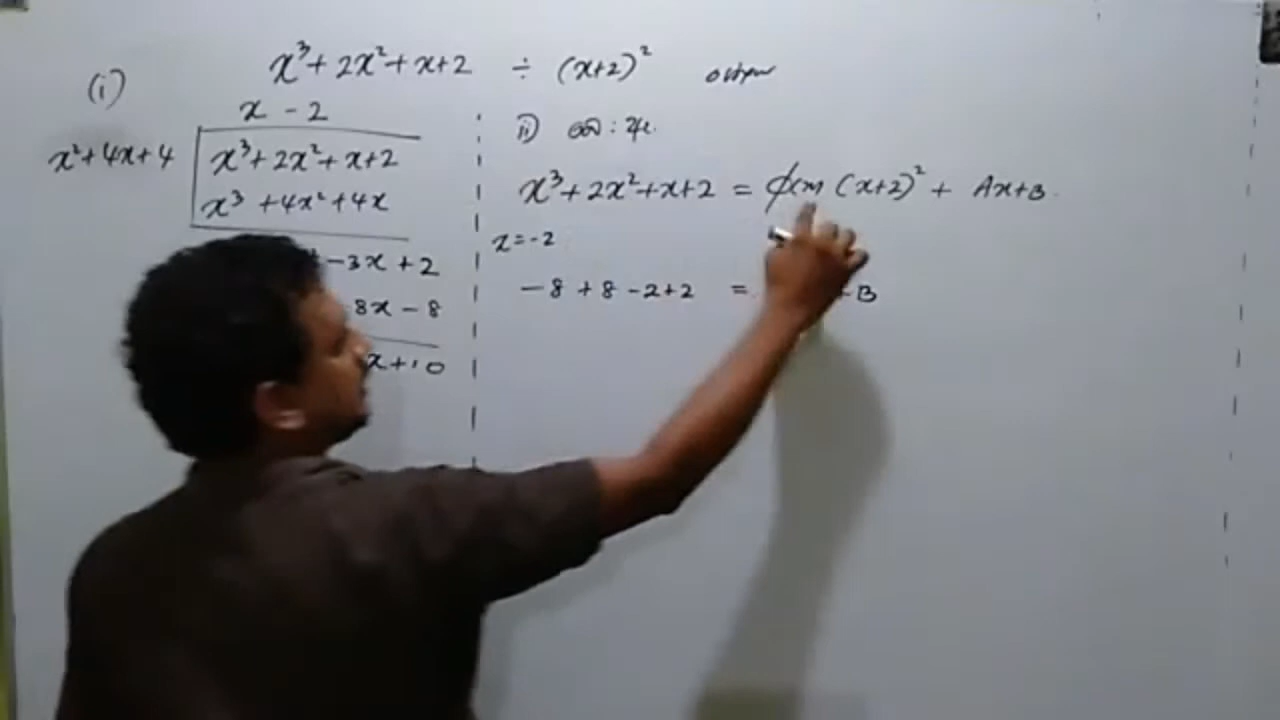 (i) x³ + 2x² + x + 2 ÷ (x+2)²
x - 2
x² + 4x + 4 x³ + 2x² + x + 2
x³ + 4x² + 4x
-3x + 2
8x - 8
x + 10
ii)
x³ + 2x² + x + 2 = (x+2)² + Ax+B
x = -2
-8 + 8 - 2 + 2 = B